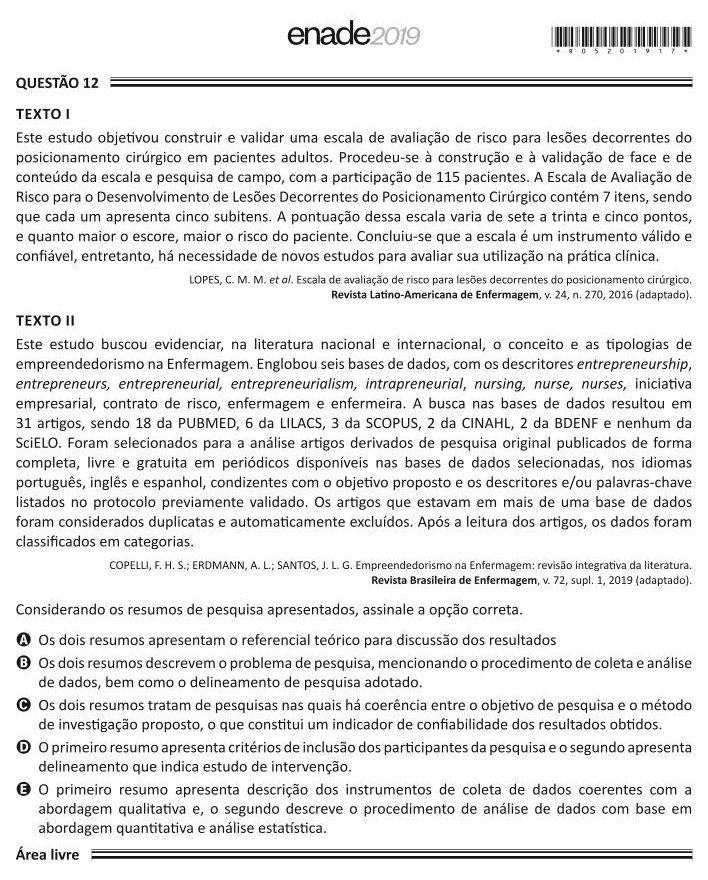 enade2019
*R05201917*
QUESTÃO 12
TEXTO I
Este estudo objetivou construir e validar uma escala de avaliação de risco para lesões decorrentes do
posicionamento cirúrgico em pacientes adultos. Procedeu-se à construção e à validação de face e de
conteúdo da escala e pesquisa de campo, com a participação de 115 pacientes. A Escala de Avaliação de
Risco para o Desenvolvimento de Lesões Decorrentes do Posicionamento Cirúrgico contém 7 itens, sendo
que cada um apresenta cinco subitens. A pontuação dessa escala varia de sete a trinta e cinco pontos,
e quanto maior o escore, maior o risco do paciente. Concluiu-se que a escala é um instrumento válido e
confiável, entretanto, há necessidade de novos estudos para avaliar sua utilização na prática clínica.
LOPES, C. M. M. et al. Escala de avaliação de risco para lesões decorrentes do posicionamento cirúrgico.
Revista Latino-Americana de Enfermagem, v. 24, n. 270, 2016 (adaptado).
TEXTO II
Este estudo buscou evidenciar, na literatura nacional e internacional, o conceito e as tipologias de
empreendedorismo na Enfermagem. Englobou seis bases de dados, com os descritores entrepreneurship,
entrepreneurs, entrepreneurial, entrepreneurialism, intrapreneurial, nursing, nurse, nurses, iniciativa
empresarial, contrato de risco, enfermagem e enfermeira. A busca nas bases de dados resultou em
31 artigos, sendo 18 da PUBMED, 6 da LILACS, 3 da SCOPUS, 2 da CINAHL, 2 da BDENF e nenhum da
SciELO. Foram selecionados para a análise artigos derivados de pesquisa original publicados de forma
completa, livre e gratuita em periódicos disponíveis nas bases de dados selecionadas, nos idiomas
português, inglês e espanhol, condizentes com o objetivo proposto e os descritores e/ou palavras-chave
listados no protocolo previamente validado. Os artigos que estavam em mais de uma base de dados
foram considerados duplicatas e automaticamente excluídos. Após a leitura dos artigos, os dados foram
classificados em categorias.
COPELLI, F. H. S.; ERDMANN, A. L.; SANTOS, J. L. G. Empreendedorismo na Enfermagem: revisão integrativa da literatura.
Revista Brasileira de Enfermagem, v. 72, supl. 1, 2019 (adaptado).
Considerando os resumos de pesquisa apresentados, assinale a opção correta.
A Os dois resumos apresentam o referencial teórico para discussão dos resultados
B Os dois resumos descrevem o problema de pesquisa, mencionando o procedimento de coleta e análise
de dados, bem como o delineamento de pesquisa adotado.
C Os dois resumos tratam de pesquisas nas quais há coerência entre o objetivo de pesquisa e o método
de investigação proposto, o que constitui um indicador de confiabilidade dos resultados obtidos.
D O primeiro resumo apresenta critérios de inclusão dos participantes da pesquisa e o segundo apresenta
delineamento que indica estudo de intervenção.
E O primeiro resumo apresenta descrição dos instrumentos de coleta de dados coerentes com a
abordagem qualitativa e, o segundo descreve o procedimento de análise de dados com base em
abordagem quantitativa e análise estatística.
Área livre